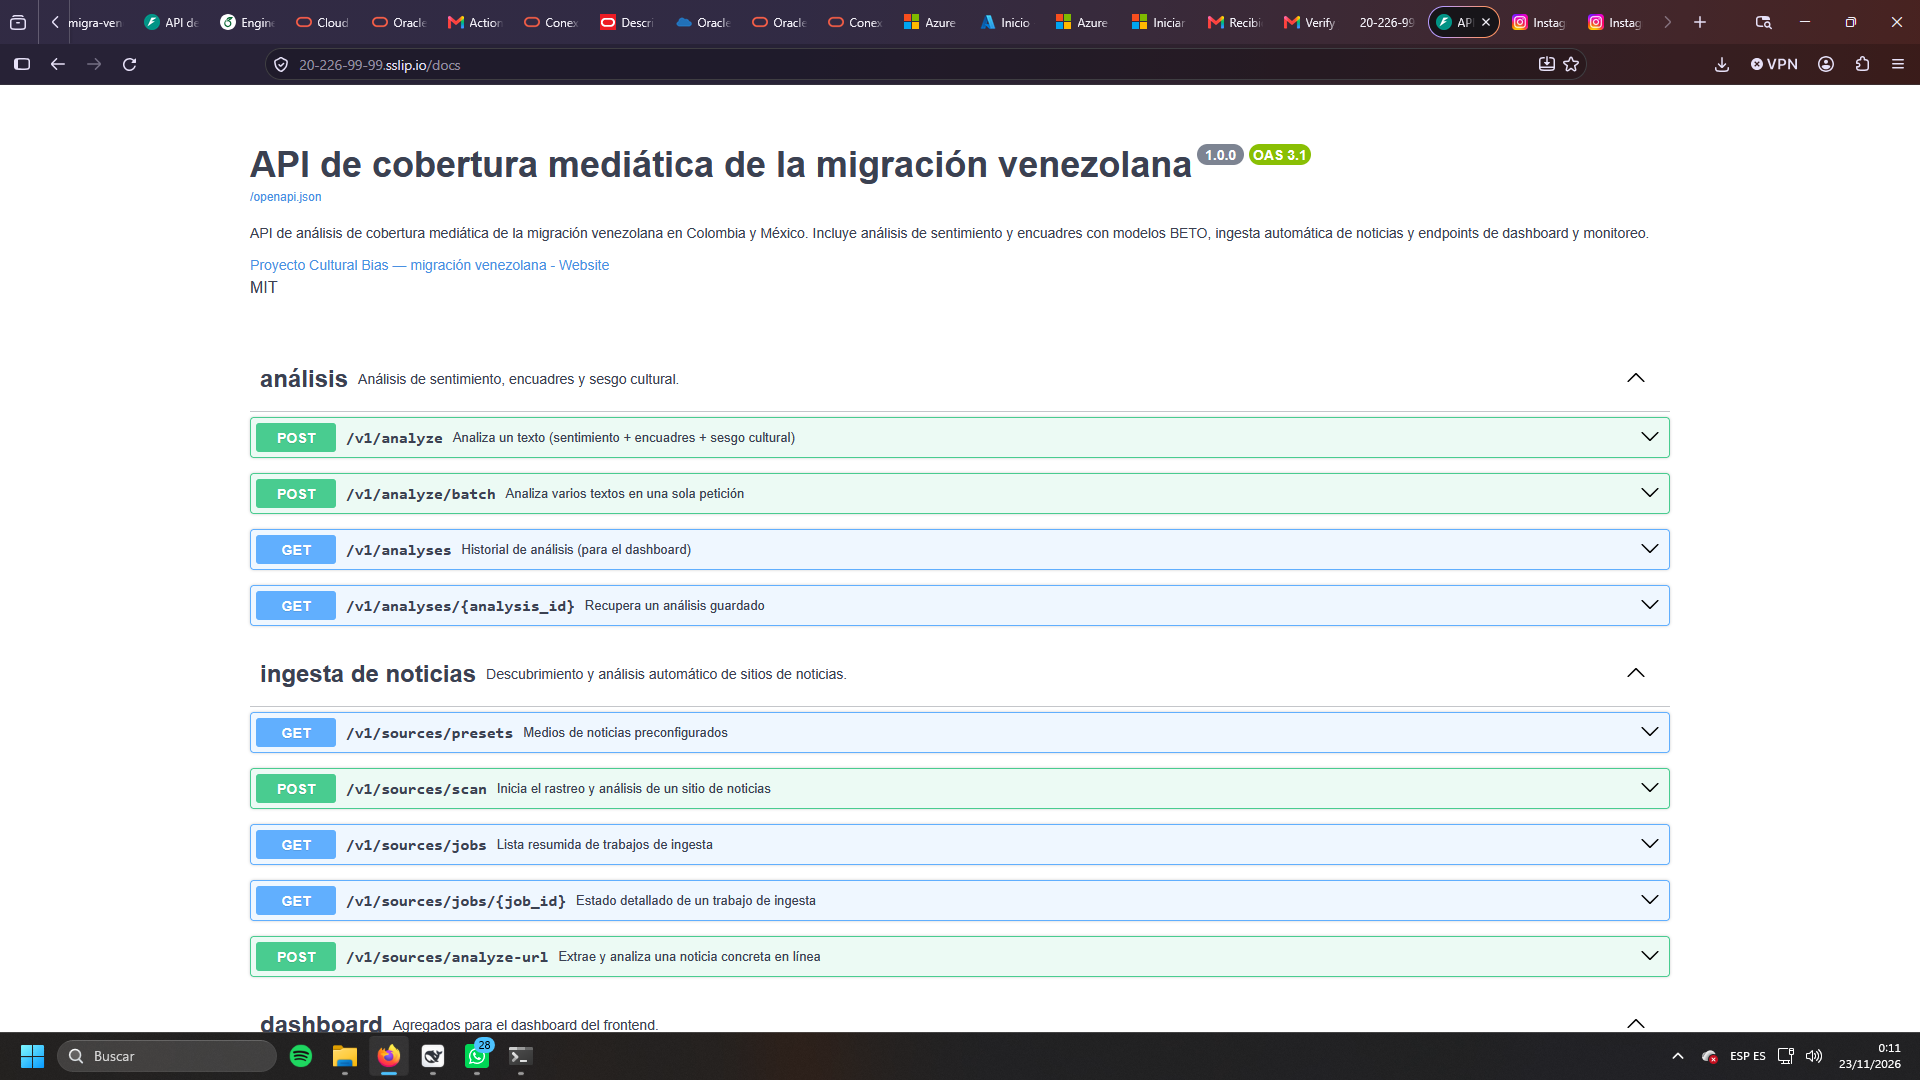 migra-ven
API de
Engine
Cloud
Oracle
Action
Conex
Descri
Oracle
Oracle
Conex
Azure
Inicio
Azure
Iniciar
Recibi
Verify
20-226-99
API
Instag
Instag
20-226-99-99.sslip.io/docs
VPN
API de cobertura mediática de la migración venezolana 1.0.0 OAS 3.1
/openapi.json
API de análisis de cobertura mediática de la migración venezolana en Colombia y México. Incluye análisis de sentimiento y encuadres con modelos BETO, ingesta automática de noticias y endpoints de dashboard y monitoreo.
Proyecto Cultural Bias — migración venezolana - Website
MIT
análisis Análisis de sentimiento, encuadres y sesgo cultural.
POST /v1/analyze Analiza un texto (sentimiento + encuadres + sesgo cultural)
POST /v1/analyze/batch Analiza varios textos en una sola petición
GET /v1/analyses Historial de análisis (para el dashboard)
GET /v1/analyses/{analysis_id} Recupera un análisis guardado
ingesta de noticias Descubrimiento y análisis automático de sitios de noticias.
GET /v1/sources/presets Medios de noticias preconfigurados
POST /v1/sources/scan Inicia el rastreo y análisis de un sitio de noticias
GET /v1/sources/jobs Lista resumida de trabajos de ingesta
GET /v1/sources/jobs/{job_id} Estado detallado de un trabajo de ingesta
POST /v1/sources/analyze-url Extrae y analiza una noticia concreta en línea
dashboard Agregados para el dashboard del frontend.
Buscar
28
ESP ES
0:11
23/11/2026